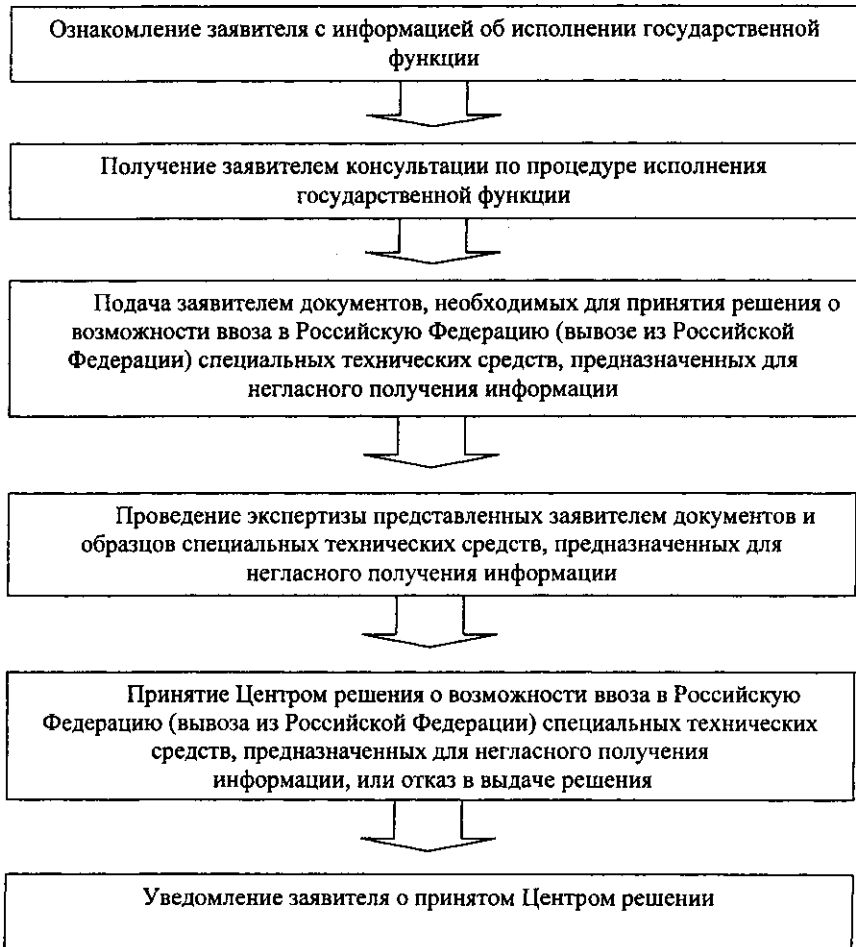 Ознакомление заявителя с информацией об исполнении государственной
функции
Получение заявителем консультации по процедуре исполнения
государственной функции
Подача заявителем документов, необходимых для принятия решения о
возможности ввоза в Российскую Федерацию (вывозе из Российской
Федерации) специальных технических средств, предназначенных для
негласного получения информации
Проведение экспертизы представленных заявителем документов и
образцов специальных технических средств, предназначенных для
негласного получения информации
Принятие Центром решения о возможности ввоза в Российскую
Федерацию (вывоза из Российской Федерации) специальных технических
средств, предназначенных для негласного получения
информации, или отказ в выдаче решения
Уведомление заявителя о принятом Центром решении